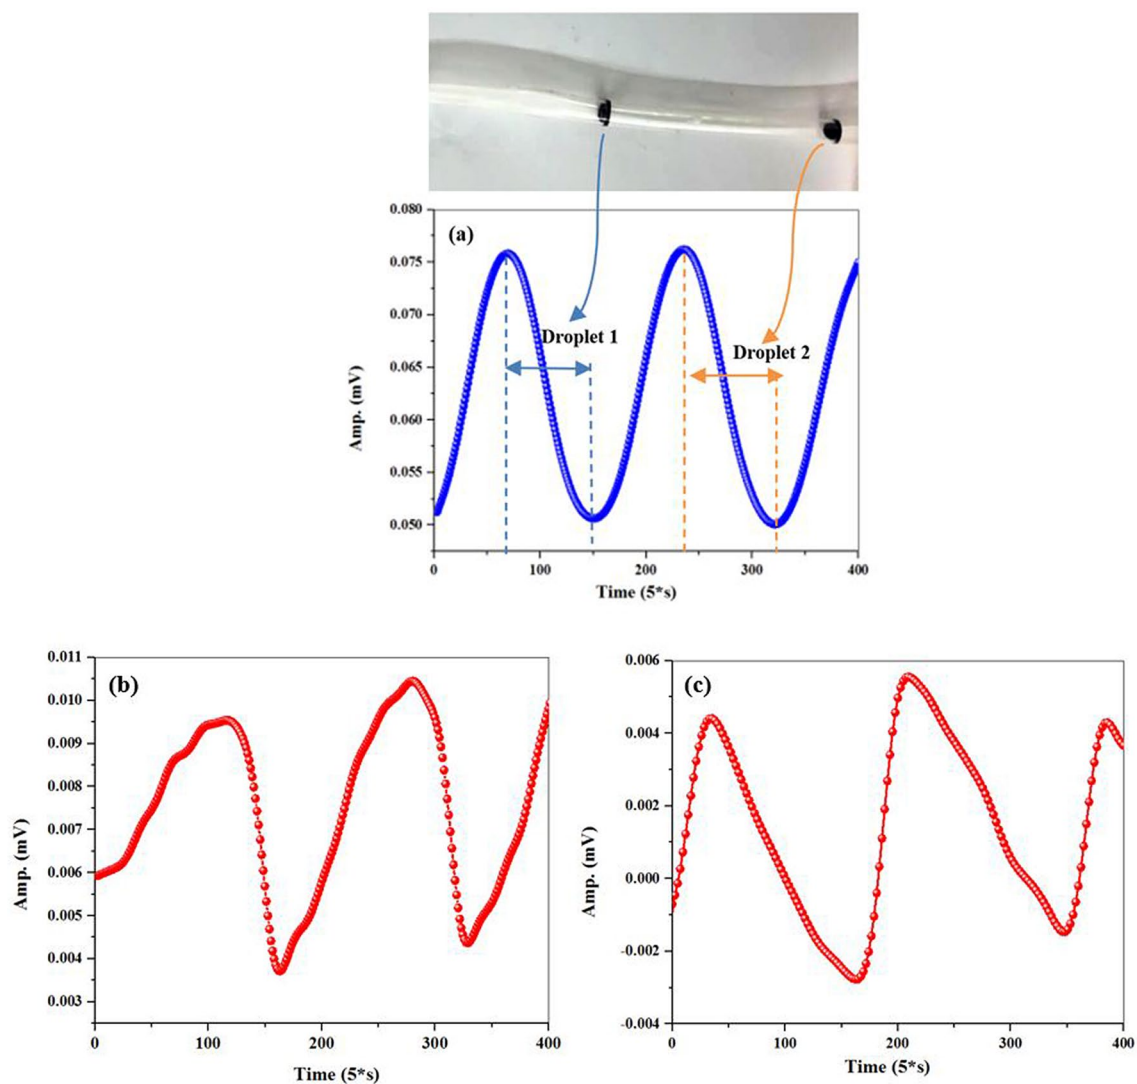 0.080
(a)
0.075
0.070
Droplet 1
Droplet 2
0.065
Amp. (mV)
0.060
0.055
0.050
0 100 200 300 400
Time (5*s)
0.011
(b)
0.010
0.009
0.008
0.007
Amp. (mV)
0.006
0.005
0.004
0.003
0 100 200 300 400
Time (5*s)
0.006
(c)
0.004
0.002
Amp. (mV)
0.000
-0.002
-0.004
0 100 200 300 400
Time (5*s)